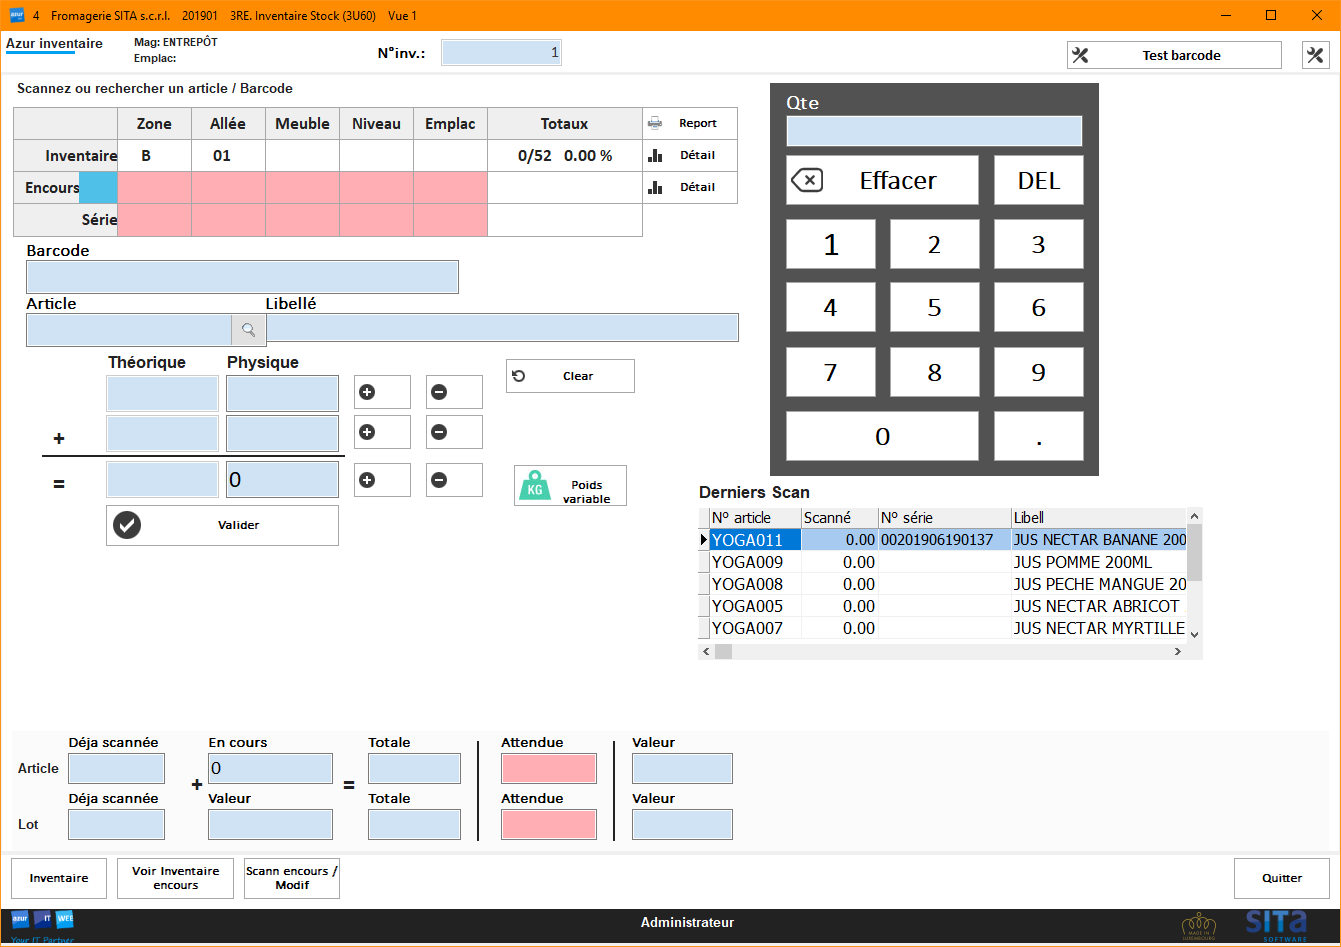 4 Fromagerie SITA s.c.r.l. 201901 3RE. Inventaire Stock (3U60) Vue 1
Azur inventaire
Mag: ENTREPÔT
Emplac:
N°inv.: 1
Test barcode
Scannez ou rechercher un article / Barcode
Zone Allée Meuble Niveau Emplac Totaux Report
Inventaire B 01 0/52 0.00 % Détail
Encours Détail
Série
Barcode
Article Libellé
Théorique Physique
Clear
+
= 0
KG Poids variable
Valider
Qte
Effacer DEL
1 2 3
4 5 6
7 8 9
0 .
Derniers Scan
N° article Scanné N° série Libell
YOGA011 0.00 00201906190137 JUS NECTAR BANANE 200
YOGA009 0.00 JUS POMME 200ML
YOGA008 0.00 JUS PECHE MANGUE 20
YOGA005 0.00 JUS NECTAR ABRICOT
YOGA007 0.00 JUS NECTAR MYRTILLE
Déja scannée En cours Totale Attendue Valeur
Article + 0 =
Déja scannée Valeur Totale Attendue Valeur
Lot
Inventaire
Voir Inventaire encours
Scann encours / Modif
Quitter
azur IT WEB
Your IT Partner
Administrateur
MADE IN LUXEMBOURG
SITA SOFTWARE